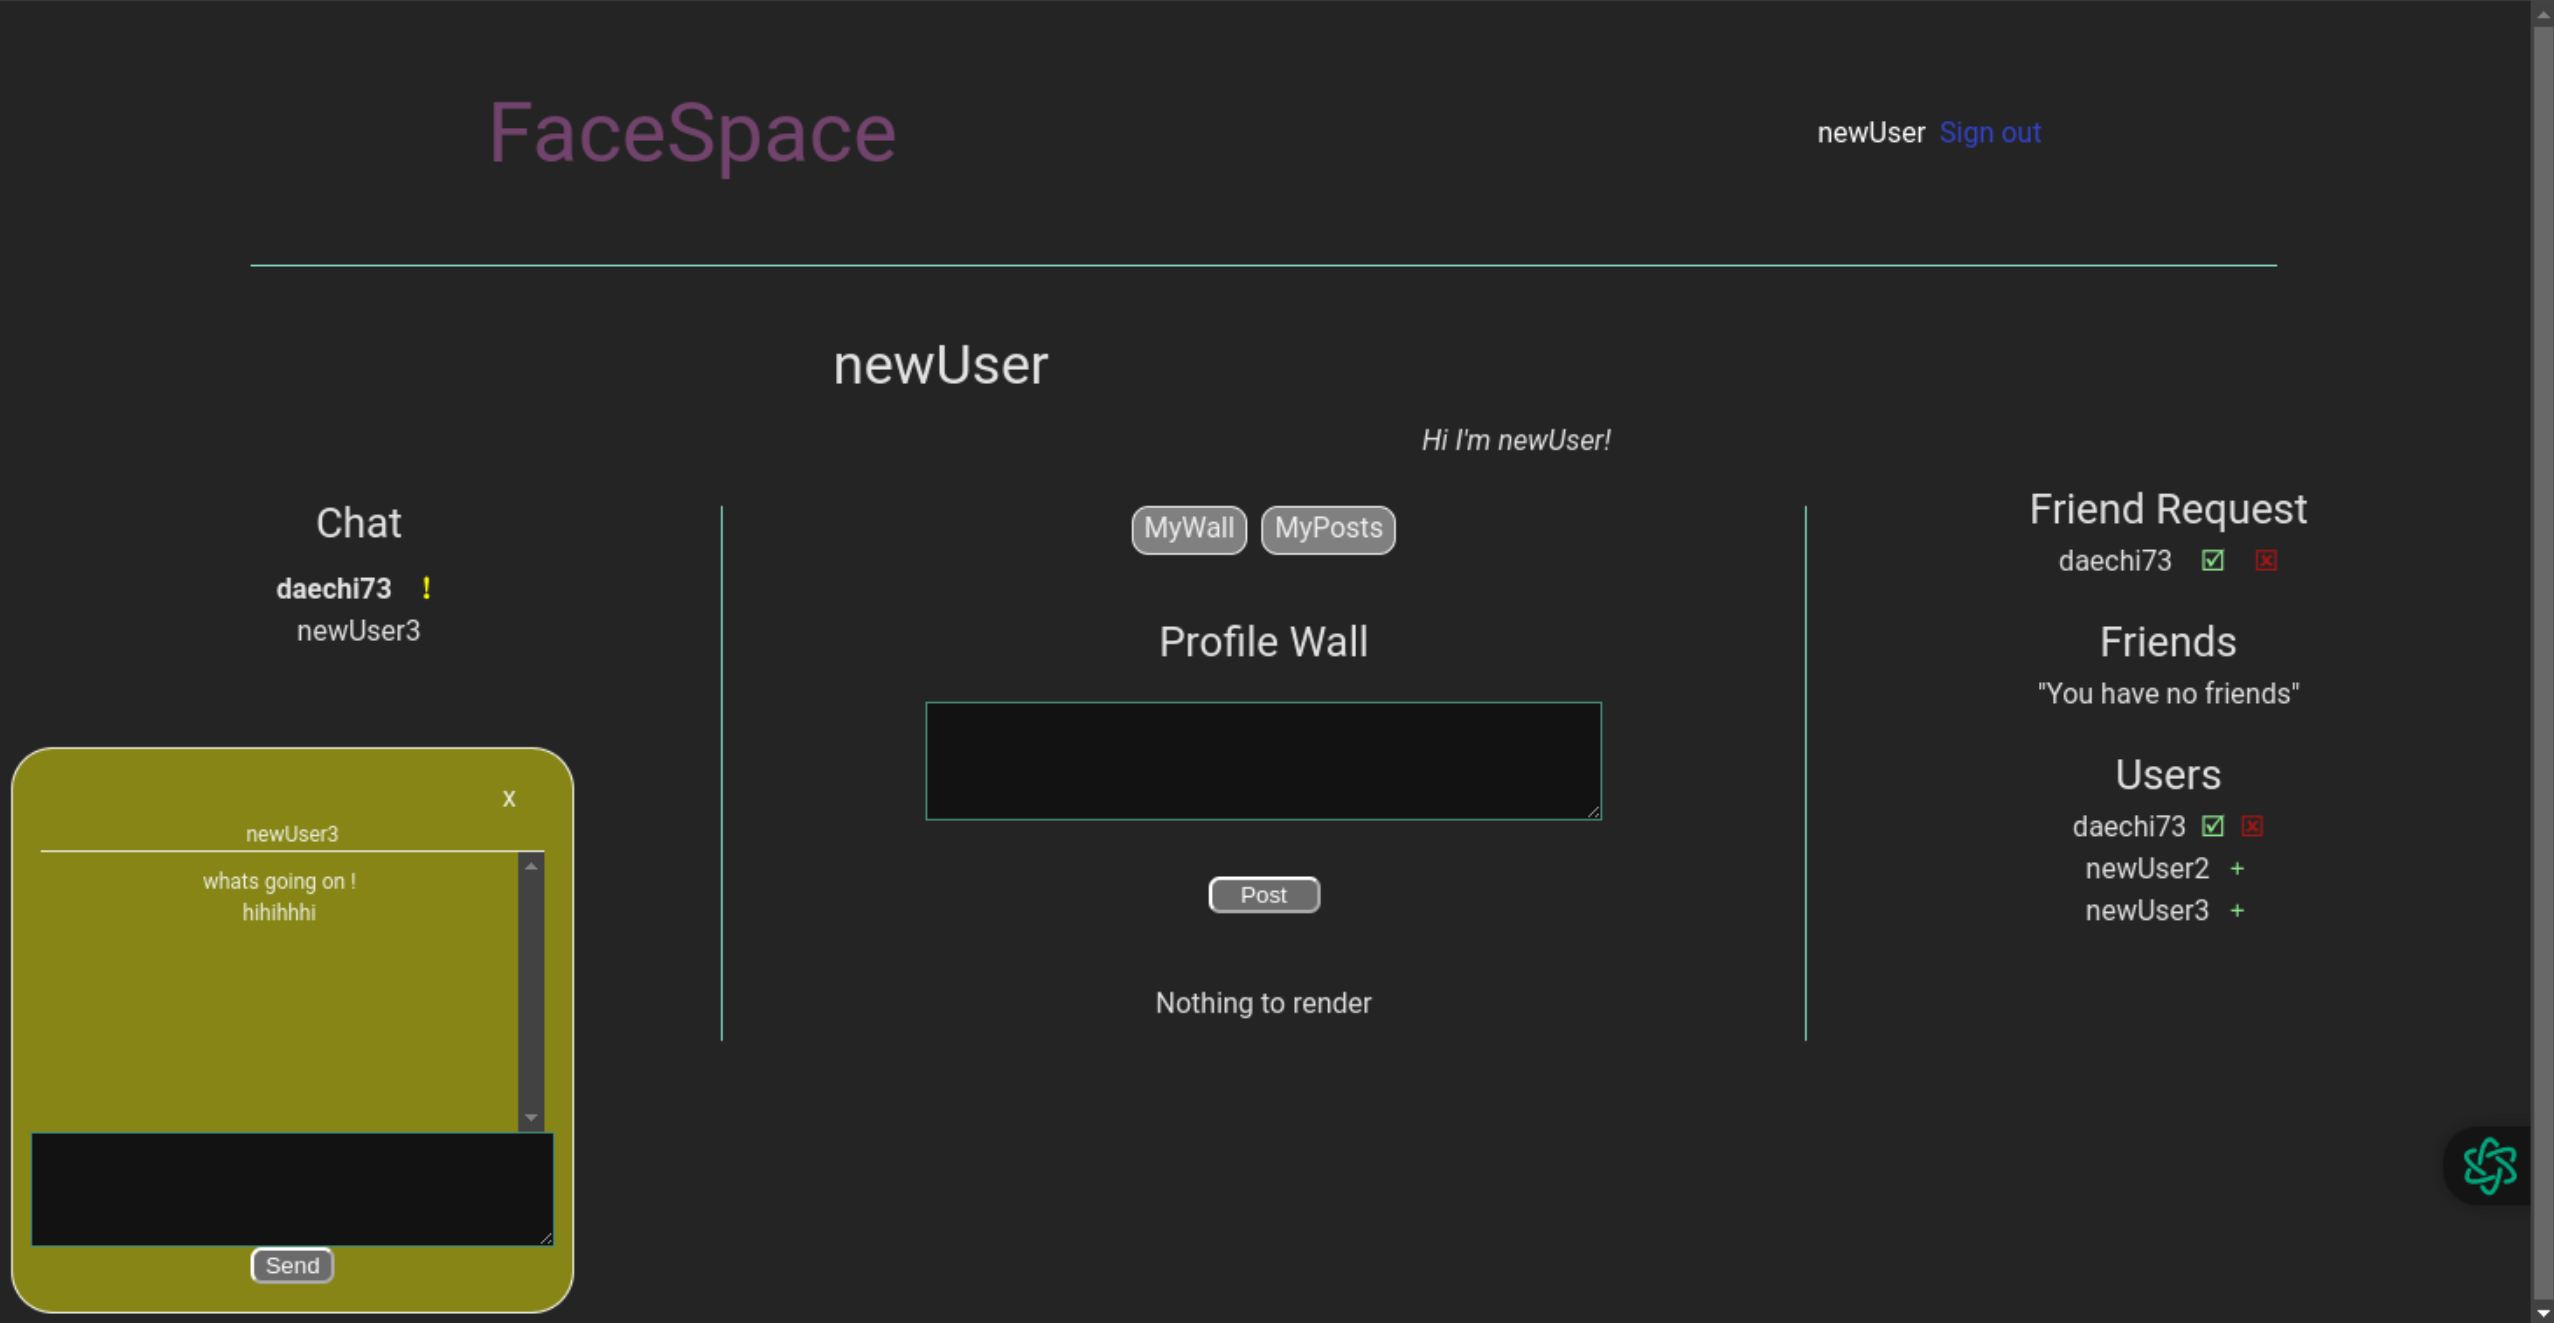 FaceSpace
newUser Sign out
newUser
Hi I'm newUser!
Chat
daechi73 !
newUser3
x
newUser3
whats going on !
hihihhhi
Send
MyWall MyPosts
Profile Wall
Post
Nothing to render
Friend Request
daechi73 ☑ ☒
Friends
"You have no friends"
Users
daechi73 ☑ ☒
newUser2 +
newUser3 +